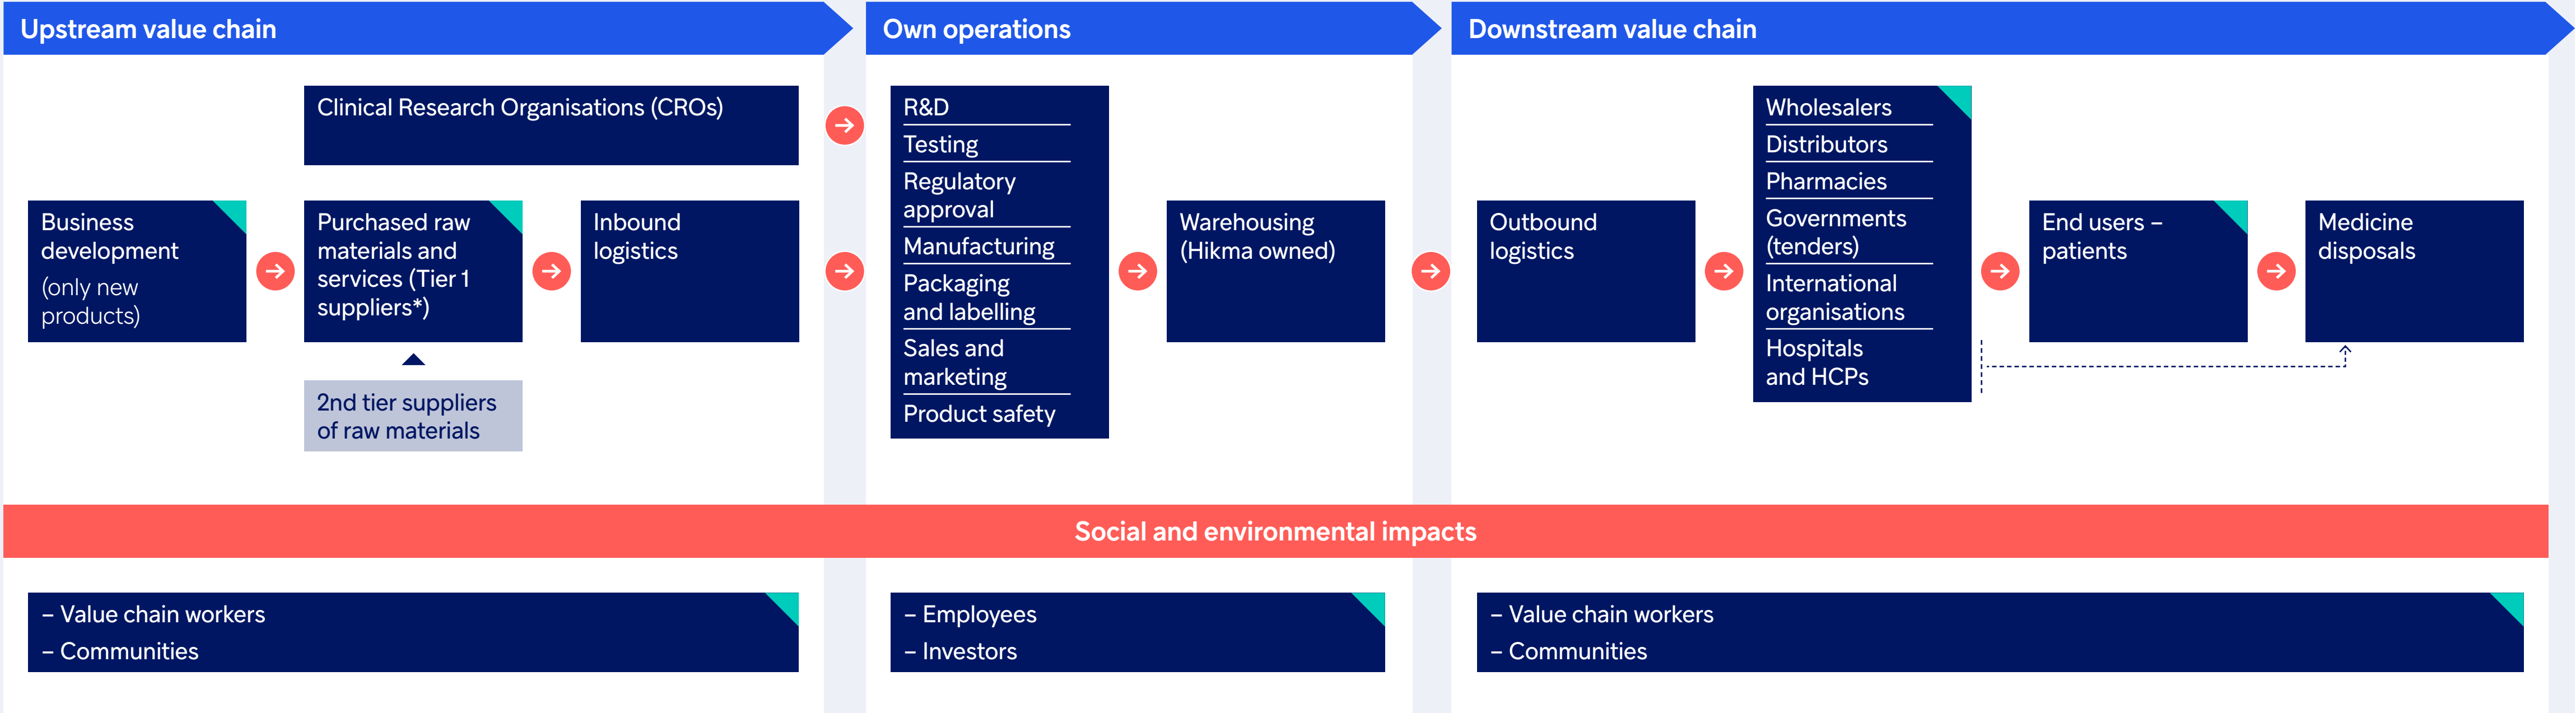 Upstream value chain
Own operations
Downstream value chain
Clinical Research Organisations (CROs)
Business
development
(only new
products)
Purchased raw
materials and
services (Tier 1
suppliers*)
Inbound
logistics
2nd tier suppliers
of raw materials
R&D
Testing
Regulatory
approval
Manufacturing
Packaging
and labelling
Sales and
marketing
Product safety
Warehousing
(Hikma owned)
Outbound
logistics
Wholesalers
Distributors
Pharmacies
Governments
(tenders)
International
organisations
Hospitals
and HCPs
End users –
patients
Medicine
disposals
Social and environmental impacts
– Value chain workers
– Communities
– Employees
– Investors
– Value chain workers
– Communities